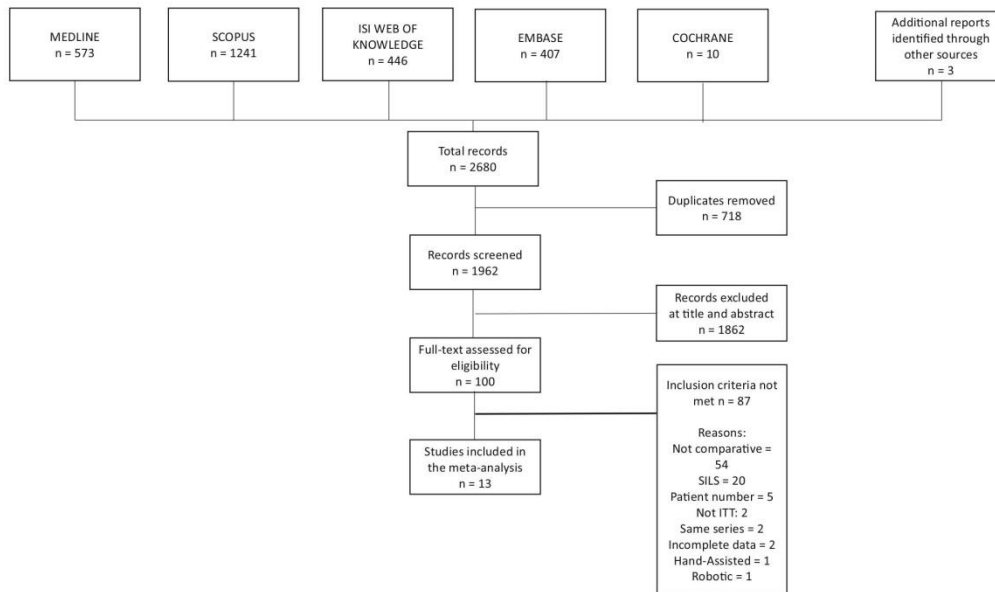 MEDLINE
n = 573
SCOPUS
n = 1241
ISI WEB OF
KNOWLEDGE
n = 446
EMBASE
n = 407
COCHRANE
n = 10
Additional reports
identified through
other sources
n = 3
Total records
n = 2680
Duplicates removed
n = 718
Records screened
n = 1962
Records excluded
at title and abstract
n = 1862
Full-text assessed for
eligibility
n = 100
Inclusion criteria not
met n = 87
Reasons:
Not comparative =
54
SILS = 20
Patient number = 5
Not ITT: 2
Same series = 2
Incomplete data = 2
Hand-Assisted = 1
Robotic = 1
Studies included in
the meta-analysis
n = 13